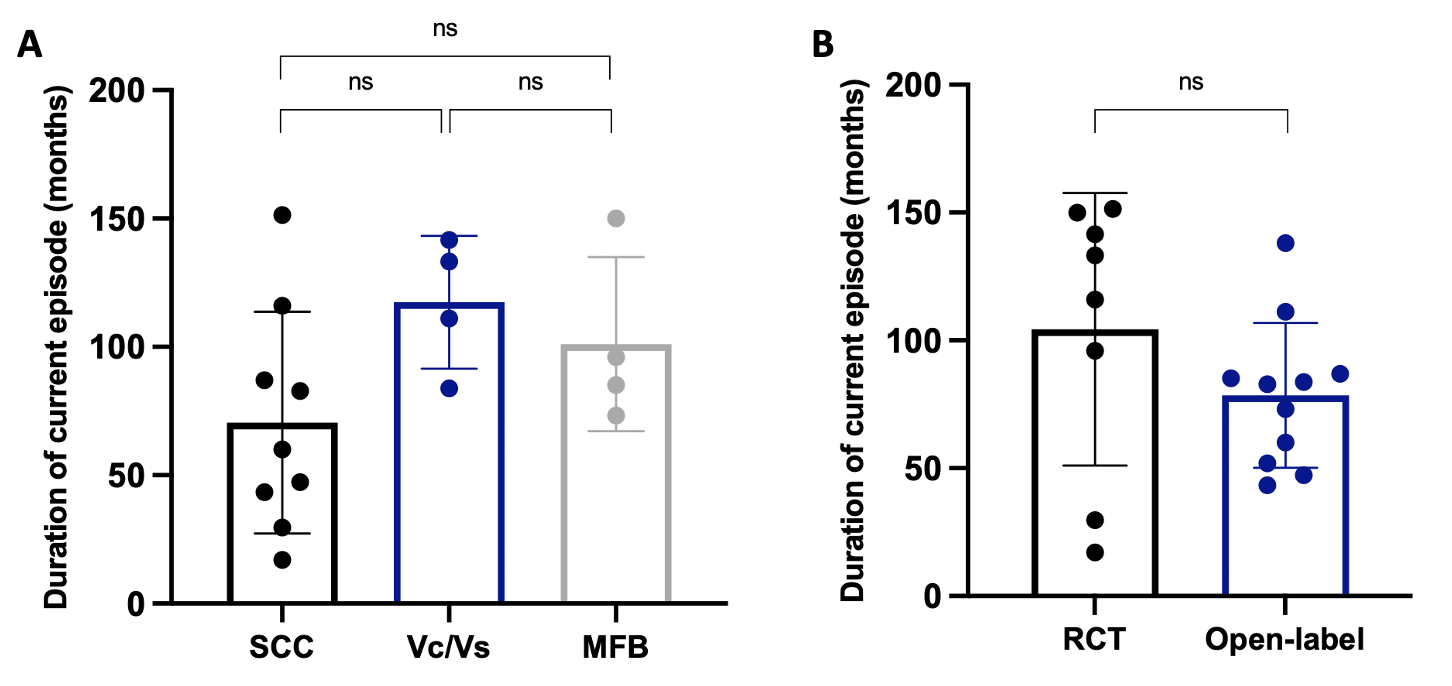 A
ns
ns
ns
Duration of current episode (months)
200
150
100
50
0
SCC
Vc/Vs
MFB
B
ns
Duration of current episode (months)
200
150
100
50
0
RCT
Open-label